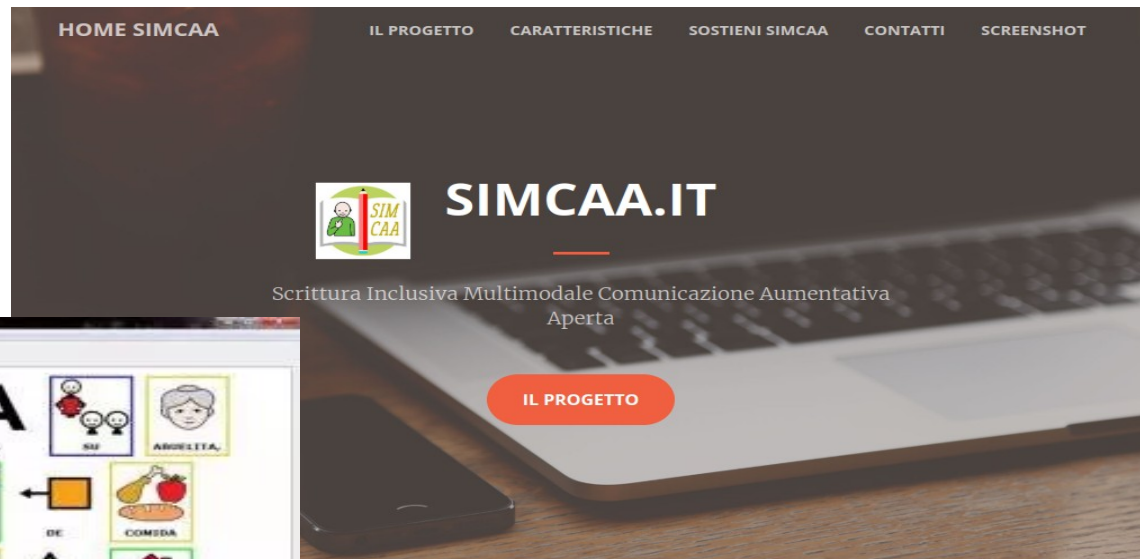 HOME SIMCAA IL PROGETTO CARATTERISTICHE SOSTIENI SIMCAA CONTATTI SCREENSHOT
SIM
CAA
SIMCAA.IT
Scrittura Inclusiva Multimodale Comunicazione Aumentativa
Aperta
IL PROGETTO
A
SU ABUELITA,
DE COMIDA